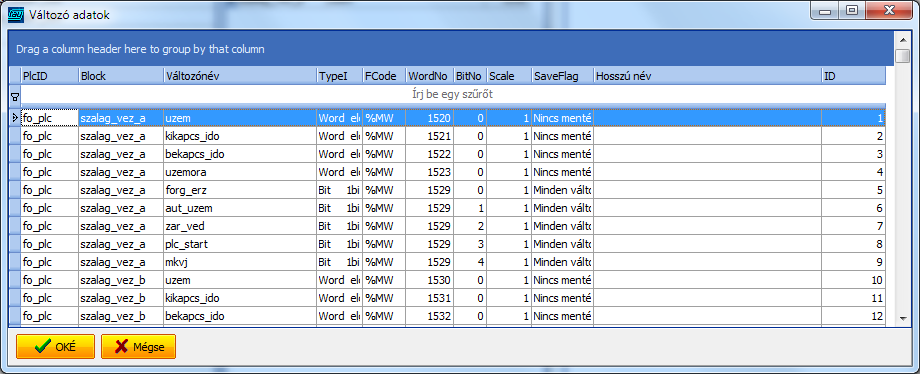 Változó adatok
Drag a column header here to group by that column
PlcID Block Változónév TypeI FCode WordNo BitNo Scale SaveFlag Hosszú név ID
Írj be egy szűrőt
fo_plc szalag_vez_a uzem Word ele %MW 1520 0 1 Nincs menté 1
fo_plc szalag_vez_a kikapcs_ido Word ele %MW 1521 0 1 Nincs menté 2
fo_plc szalag_vez_a bekapcs_ido Word ele %MW 1522 0 1 Nincs menté 3
fo_plc szalag_vez_a uzemora Word ele %MW 1523 0 1 Nincs menté 4
fo_plc szalag_vez_a forg_erz Bit 1bi %MW 1529 0 1 Minden válto 5
fo_plc szalag_vez_a aut_uzem Bit 1bi %MW 1529 1 1 Minden válto 6
fo_plc szalag_vez_a zar_ved Bit 1bi %MW 1529 2 1 Minden válto 7
fo_plc szalag_vez_a plc_start Bit 1bi %MW 1529 3 1 Minden válto 8
fo_plc szalag_vez_a mkvj Bit 1bi %MW 1529 4 1 Minden válto 9
fo_plc szalag_vez_b uzem Word ele %MW 1530 0 1 Nincs menté 10
fo_plc szalag_vez_b kikapcs_ido Word ele %MW 1531 0 1 Nincs menté 11
fo_plc szalag_vez_b bekapcs_ido Word ele %MW 1532 0 1 Nincs menté 12
OKÉ Mégse